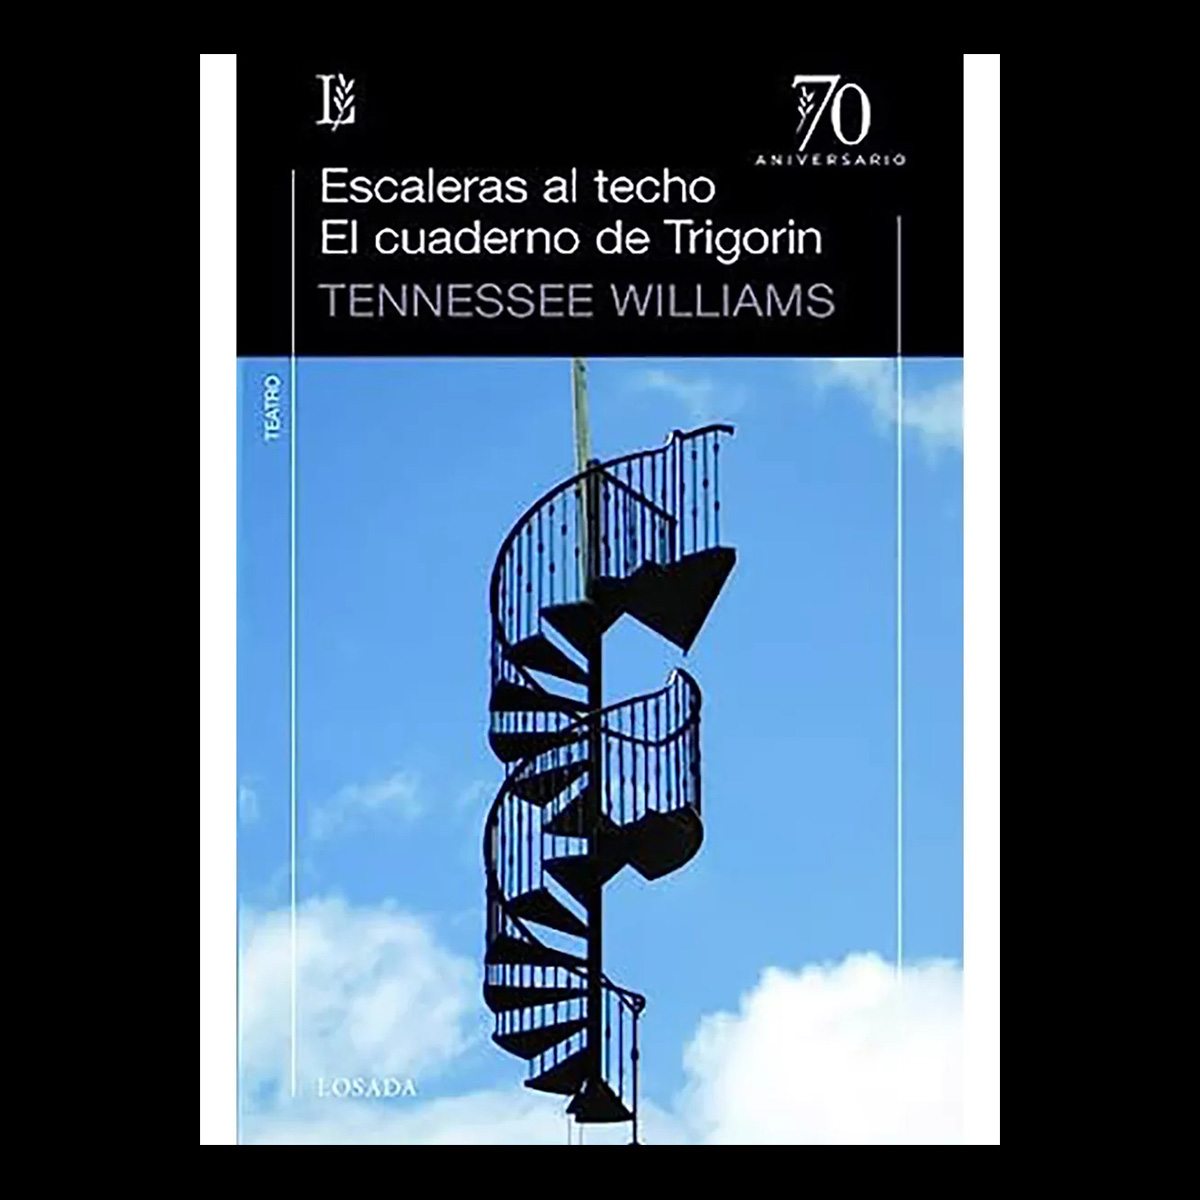 L
70
ANIVERSARIO
Escaleras al techo
El cuaderno de Trigorin
TENNESSEE WILLIAMS
TEATRO
LOSADA